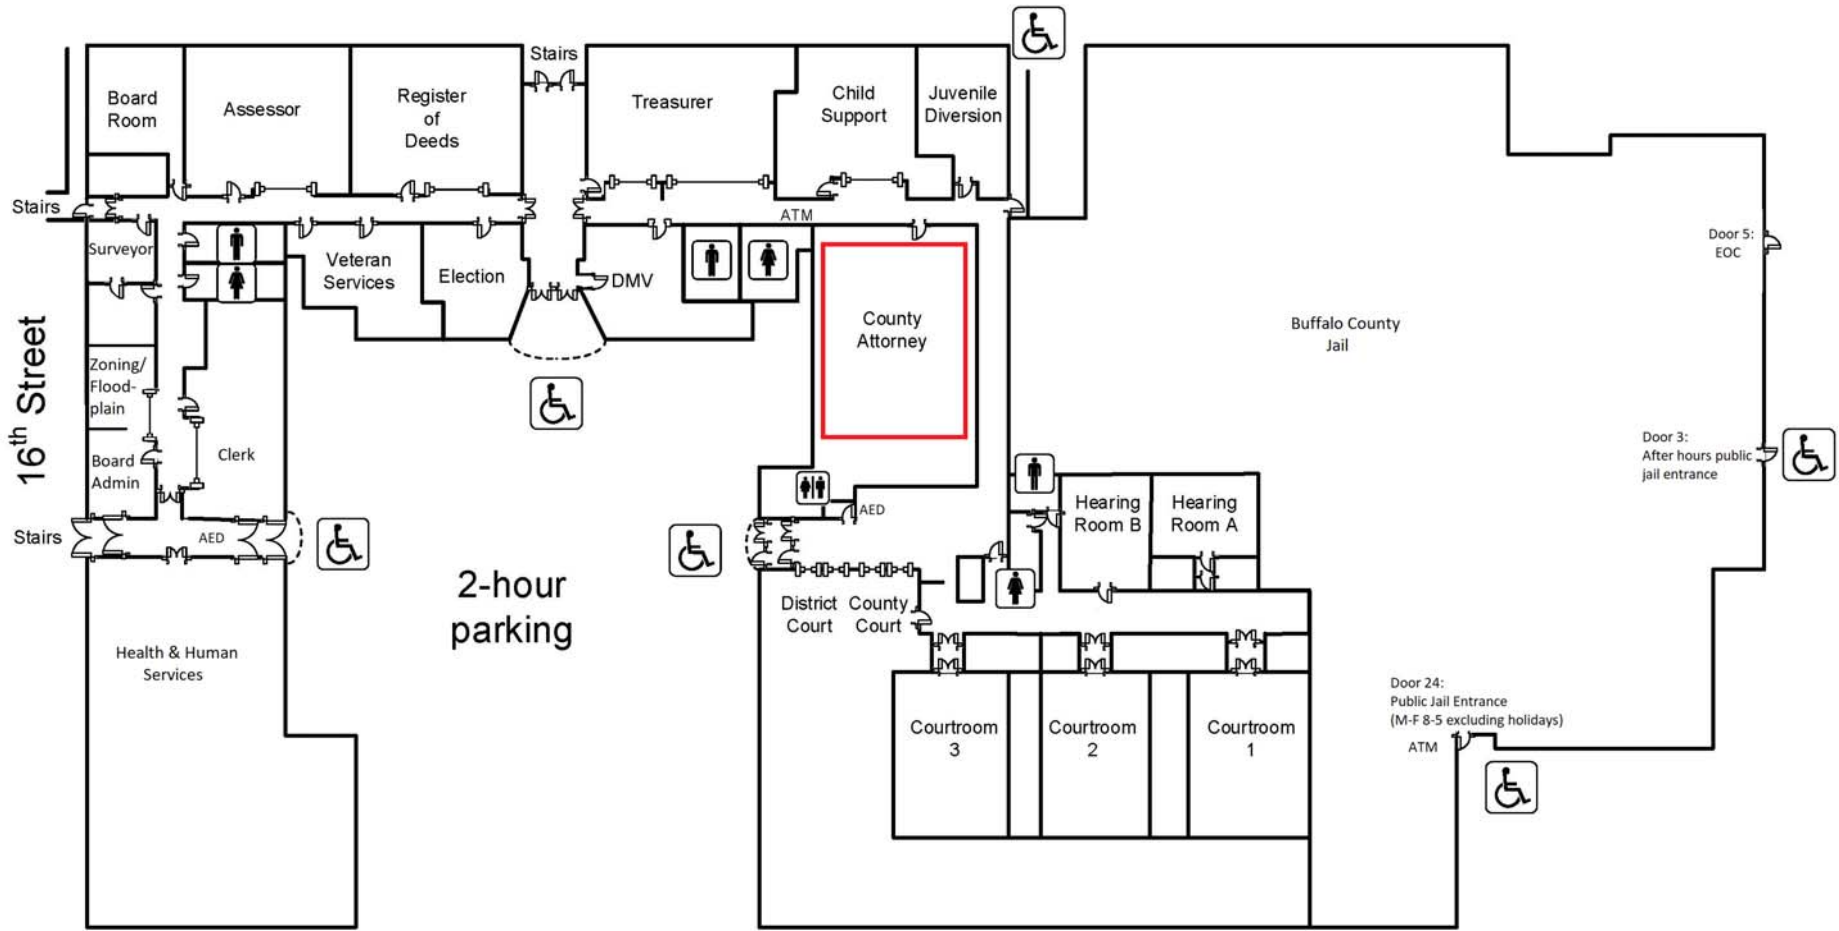 Stairs
Board
Room
Assessor
Register
of
Deeds
Treasurer
Child
Support
Juvenile
Diversion
Stairs
ATM
Surveyor
Veteran
Services
Election
DMV
County
Attorney
Buffalo County
Jail
Door 5:
EOC
16th Street
Zoning/
Flood-
plain
Board
Admin
Clerk
Door 3:
After hours public
jail entrance
Hearing
Room B
Hearing
Room A
Stairs
AED
AED
2-hour
parking
District
Court
County
Court
Health & Human
Services
Courtroom
3
Courtroom
2
Courtroom
1
Door 24:
Public Jail Entrance
(M-F 8-5 excluding holidays)
ATM